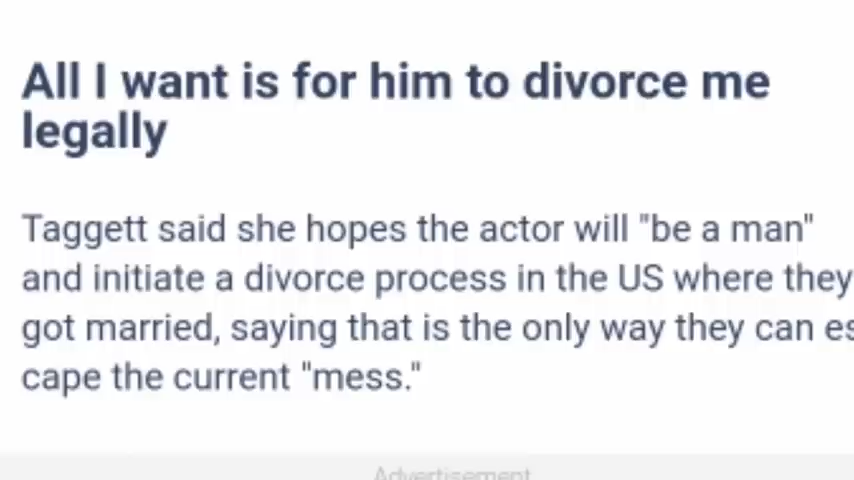 All I want is for him to divorce me
legally
Taggett said she hopes the actor will "be a man"
and initiate a divorce process in the US where they
got married, saying that is the only way they can es
cape the current "mess."
Advertisement